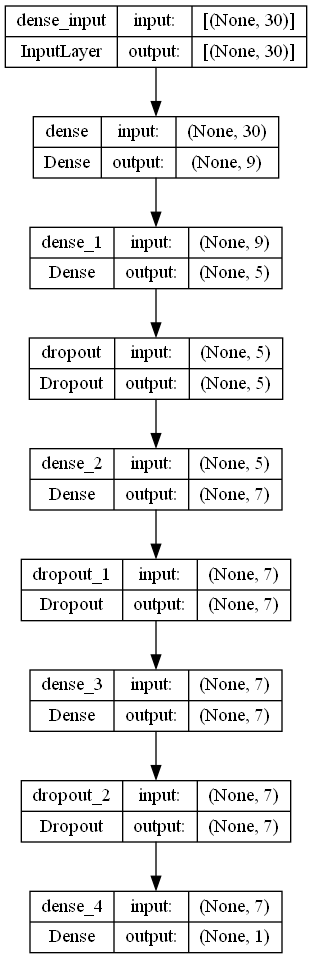 dense_input input: [(None, 30)]
InputLayer output: [(None, 30)]
dense input: (None, 30)
Dense output: (None, 9)
dense_1 input: (None, 9)
Dense output: (None, 5)
dropout input: (None, 5)
Dropout output: (None, 5)
dense_2 input: (None, 5)
Dense output: (None, 7)
dropout_1 input: (None, 7)
Dropout output: (None, 7)
dense_3 input: (None, 7)
Dense output: (None, 7)
dropout_2 input: (None, 7)
Dropout output: (None, 7)
dense_4 input: (None, 7)
Dense output: (None, 1)